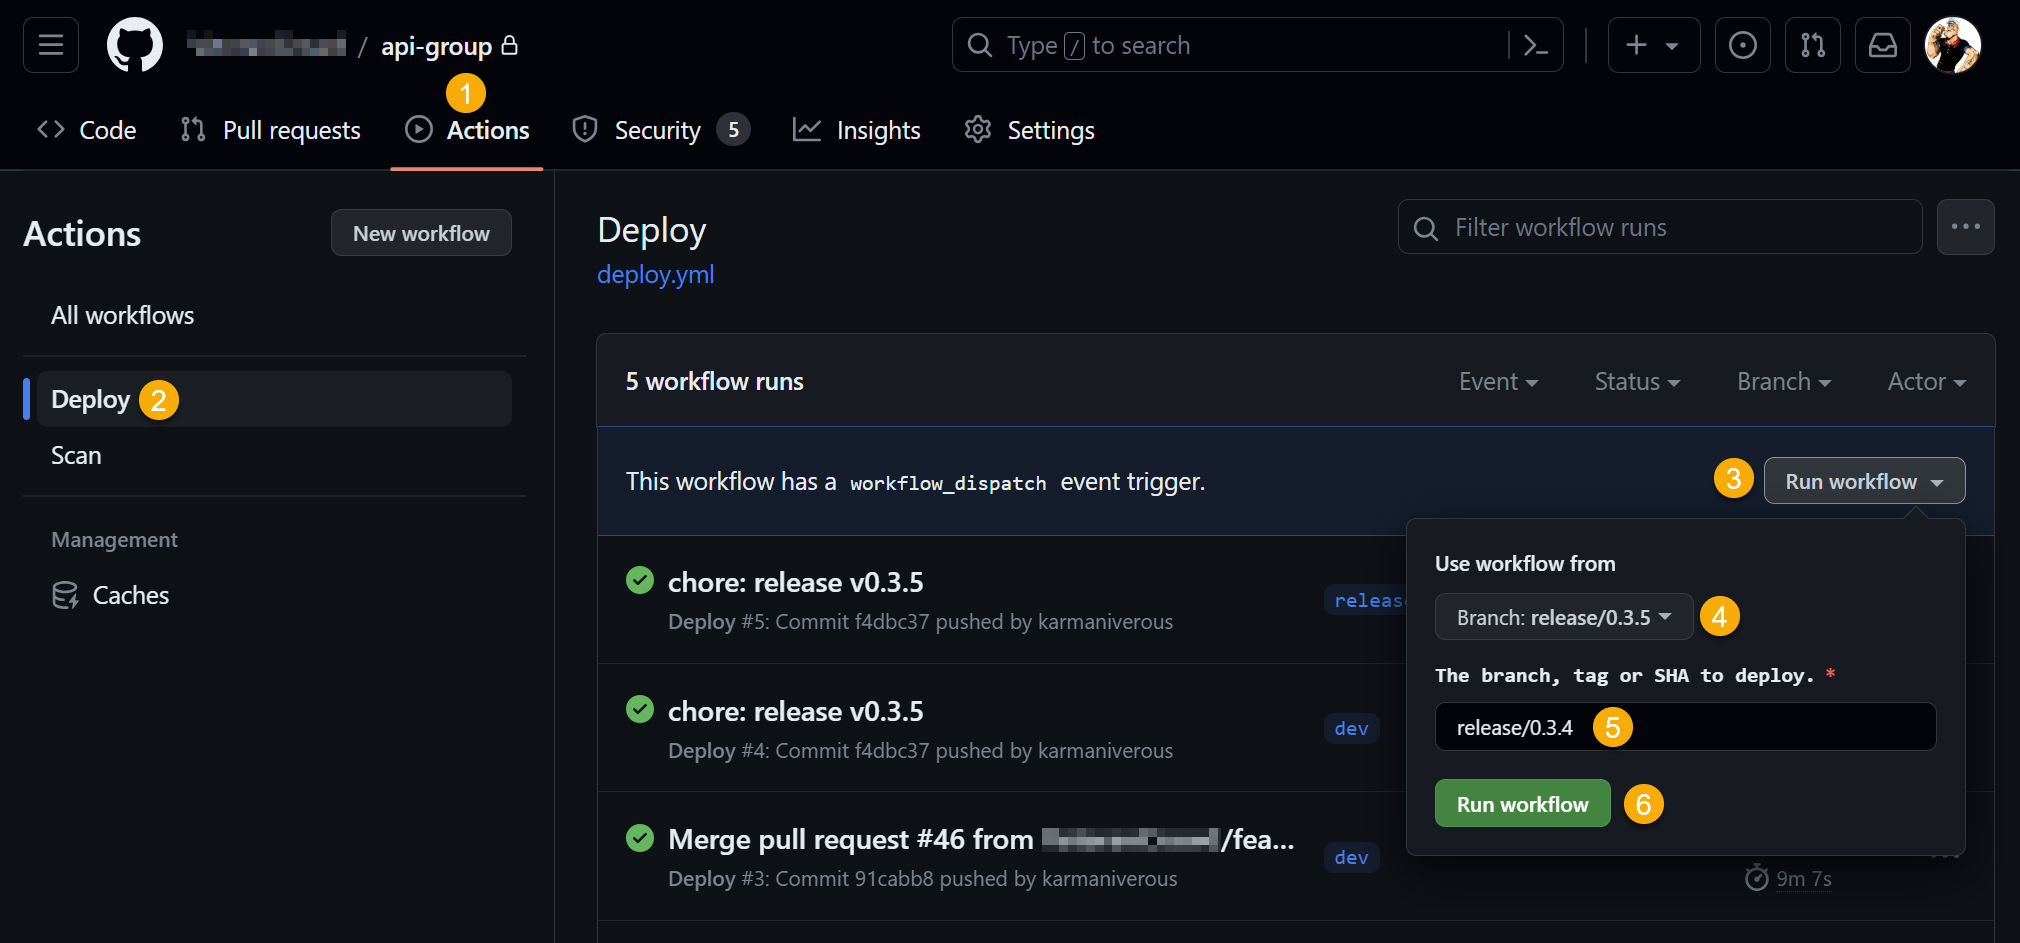 / api-group
Type / to search
1
Code
Pull requests
Actions
Security 5
Insights
Settings
Actions
New workflow
All workflows
Deploy 2
Scan
Management
Caches
Deploy
deploy.yml
Filter workflow runs
5 workflow runs
Event
Status
Branch
Actor
This workflow has a workflow_dispatch event trigger.
3 Run workflow
Use workflow from
Branch: release/0.3.5 4
The branch, tag or SHA to deploy. *
release/0.3.4 5
Run workflow 6
chore: release v0.3.5
Deploy #5: Commit f4dbc37 pushed by karmaniverous
chore: release v0.3.5
Deploy #4: Commit f4dbc37 pushed by karmaniverous
dev
Merge pull request #46 from /fea...
Deploy #3: Commit 91cabb8 pushed by karmaniverous
dev
9m 7s